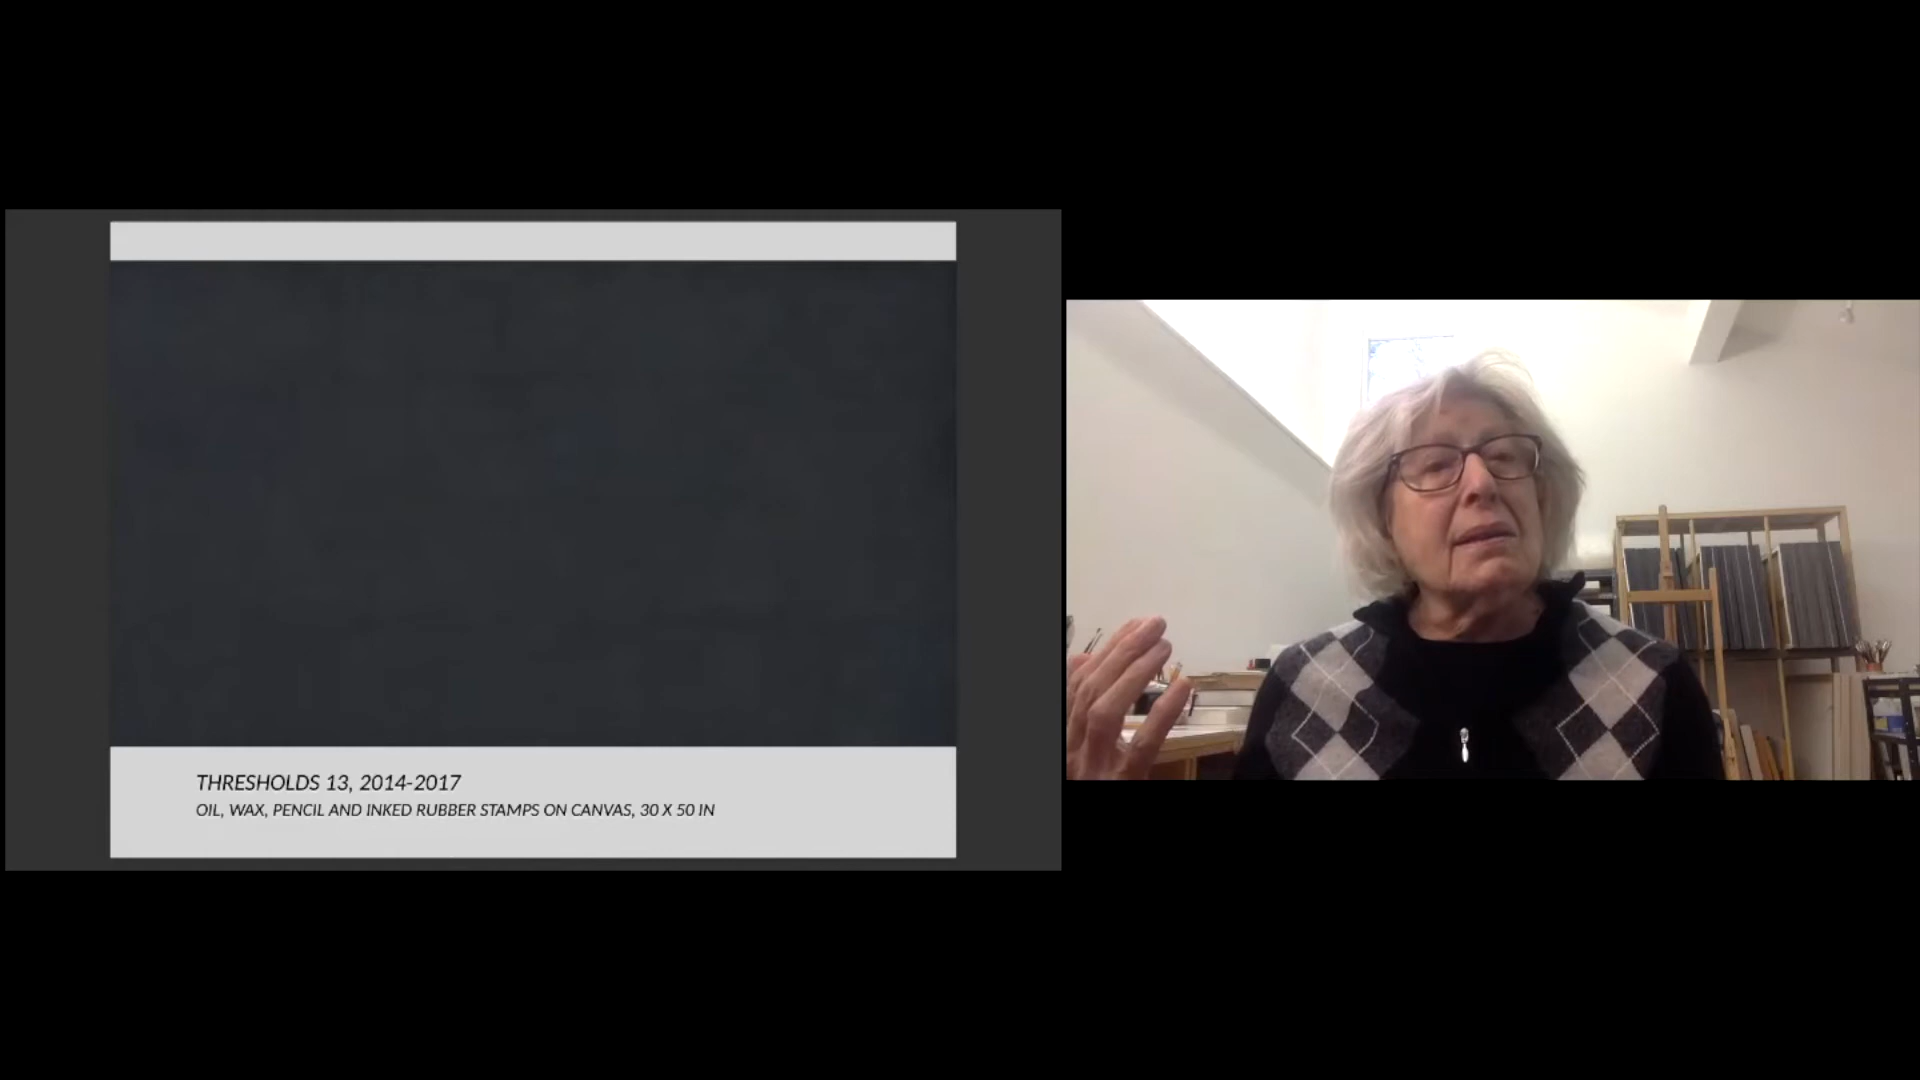 THRESHOLDS 13, 2014-2017
OIL, WAX, PENCIL AND INKED RUBBER STAMPS ON CANVAS, 30 X 50 IN